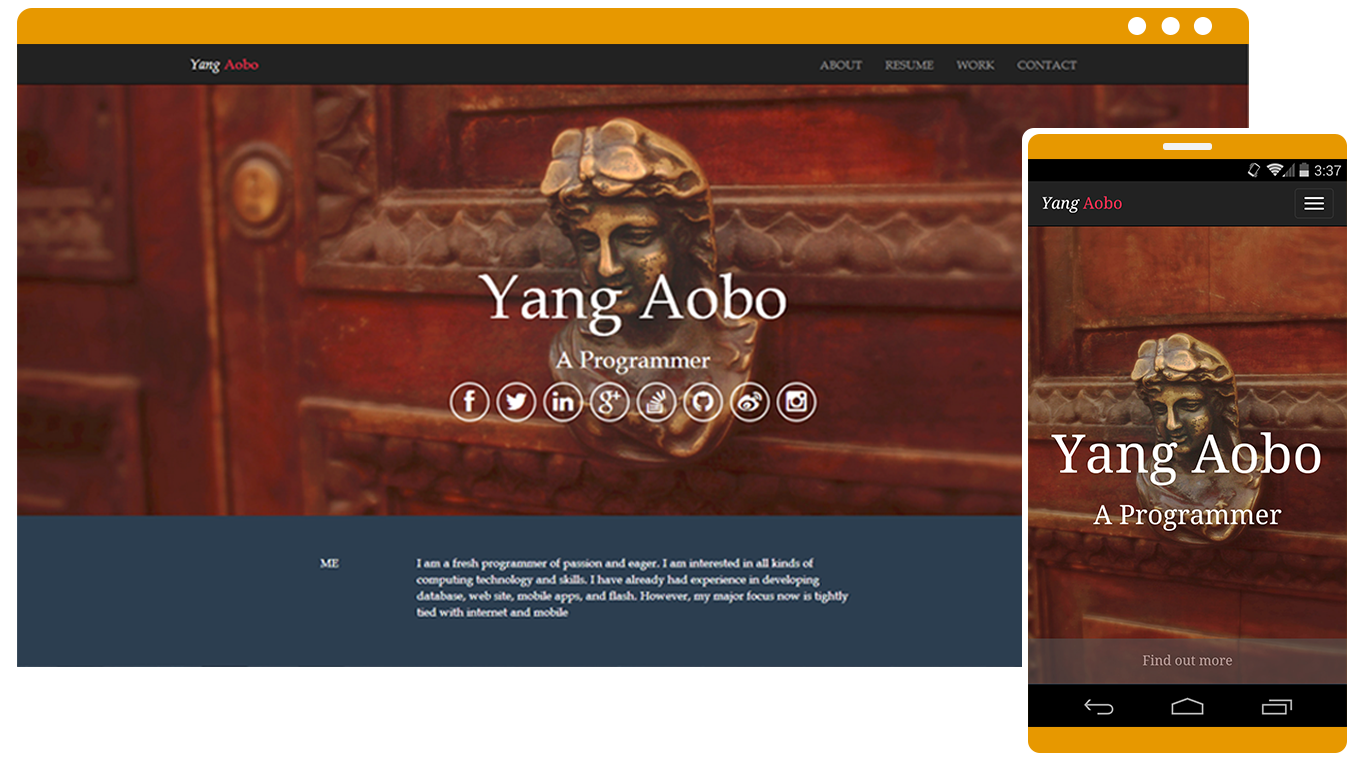 Yang Aobo
ABOUT RESUME WORK CONTACT
Yang Aobo
A Programmer
f in g+
ME
I am a fresh programmer of passion and eager. I am interested in all kinds of
computing technology and skills. I have already had experience in developing
database, web site, mobile apps, and flash. However, my major focus now is tightly
tied with internet and mobile
3:37
Yang Aobo
Yang Aobo
A Programmer
Find out more